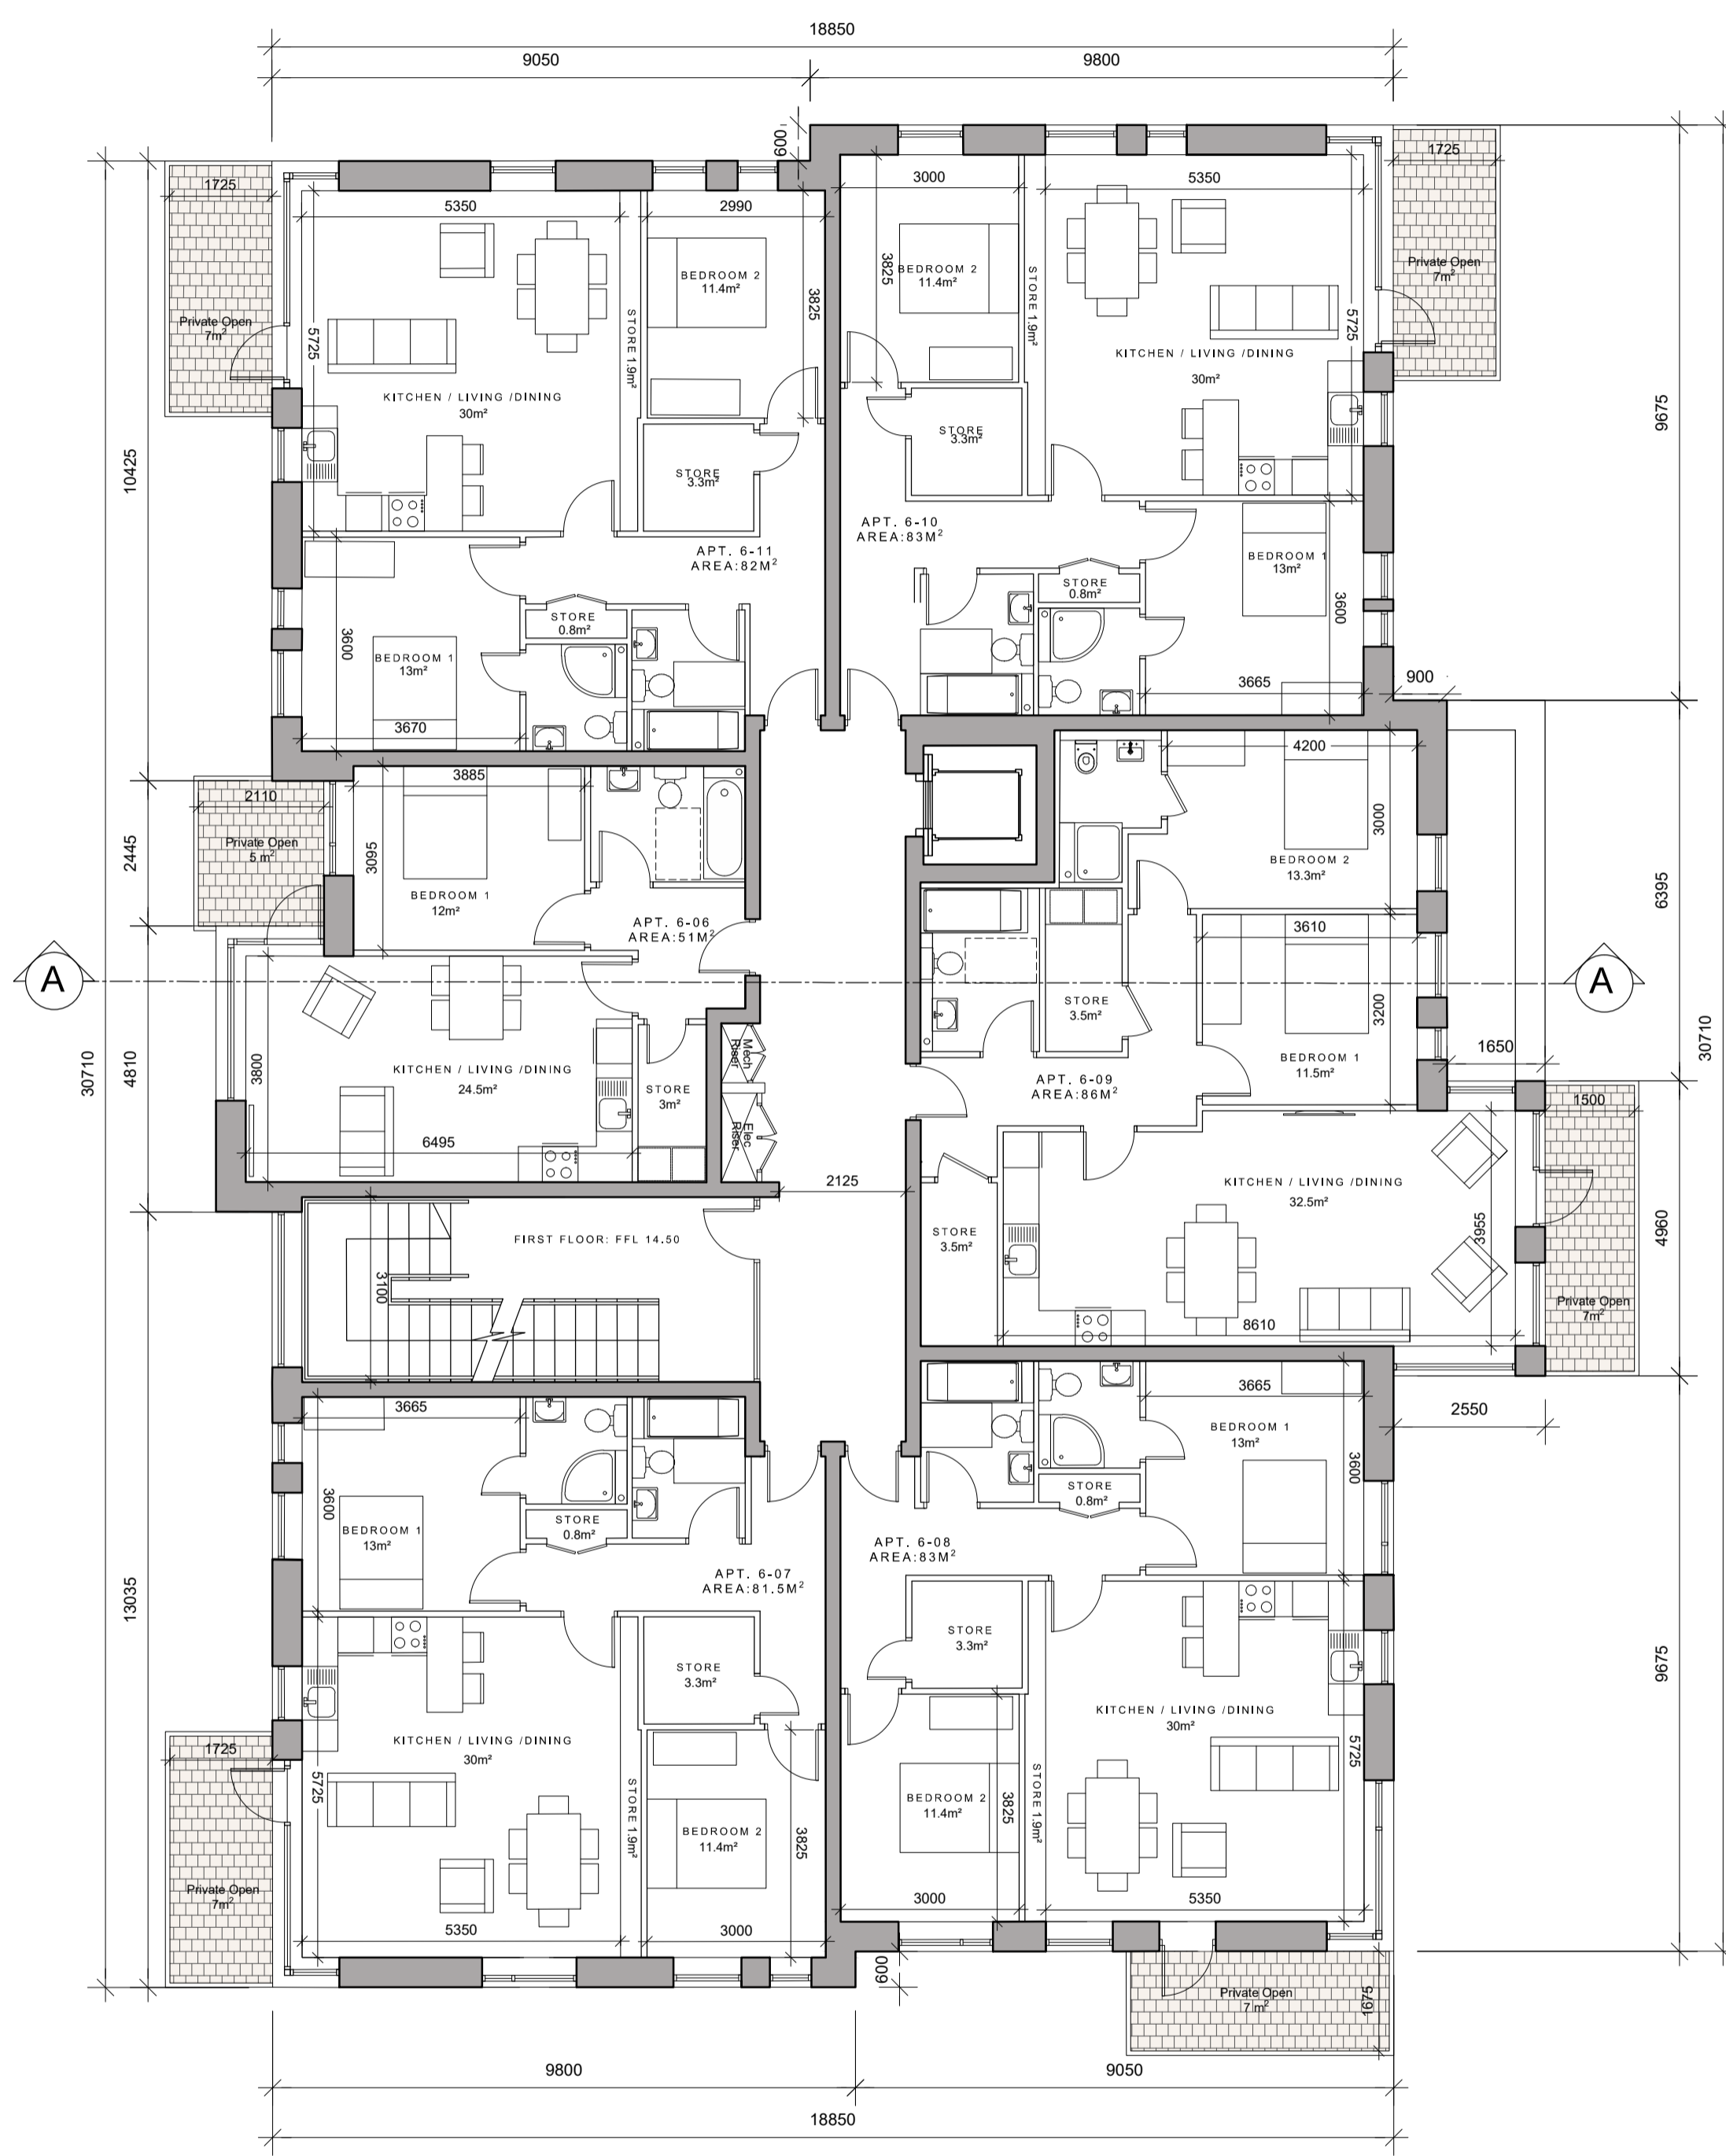 18850
9050
9800
600
1725
5350
2990
3000
5350
1725
BEDROOM 2
11.4m²
3825
3825
BEDROOM 2
11.4m²
STORE 1.9m²
STORE 1.9m²
Private Open
7m²
Private Open
7m²
5725
5725
KITCHEN / LIVING /DINING
30m²
KITCHEN / LIVING /DINING
30m²
10425
9675
STORE
3.3m²
STORE
3.3m²
APT. 6-11
AREA:82M²
APT. 6-10
AREA:83M²
BEDROOM 1
13m²
STORE
0.8m²
STORE
0.8m²
3600
3600
BEDROOM 1
13m²
3670
3665
900
3885
4200
2110
Private Open
5 m²
2445
3095
3000
BEDROOM 1
12m²
BEDROOM 2
13.3m²
6395
APT. 6-06
AREA:51M²
3610
A
A
STORE
3.5m²
3200
30710
30710
4810
3800
KITCHEN / LIVING /DINING
24.5m²
Mech
Riser
STORE
3m²
BEDROOM 1
11.5m²
1650
APT. 6-09
AREA:86M²
1500
Elec
Riser
6495
2125
KITCHEN / LIVING /DINING
32.5m²
FIRST FLOOR: FFL 14.50
STORE
3.5m²
3955
4960
3100
Private Open
7m²
8610
3665
3665
2550
BEDROOM 1
13m²
3600
3600
STORE
0.8m²
STORE
0.8m²
BEDROOM 1
13m²
APT. 6-08
AREA:83M²
APT. 6-07
AREA:81.5M²
13035
STORE
3.3m²
STORE
3.3m²
9675
KITCHEN / LIVING /DINING
30m²
KITCHEN / LIVING /DINING
30m²
1725
5725
5725
STORE 1.9m²
STORE 1.9m²
BEDROOM 2
11.4m²
3825
BEDROOM 2
11.4m²
3825
Private Open
7m²
5350
3000
3000
5350
600
Private Open
7 m²
1675
9800
9050
18850